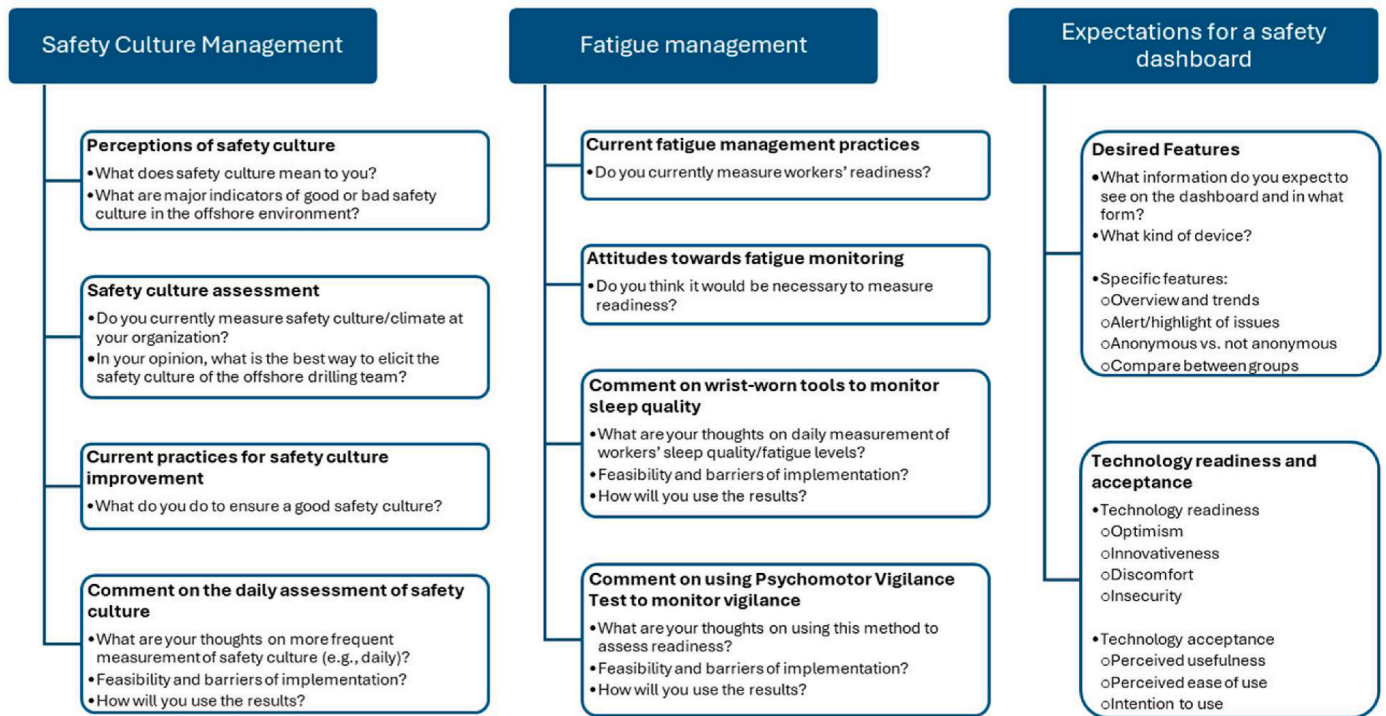 Safety Culture Management
Perceptions of safety culture
•What does safety culture mean to you?
•What are major indicators of good or bad safety
culture in the offshore environment?
Safety culture assessment
•Do you currently measure safety culture/climate at
your organization?
•In your opinion, what is the best way to elicit the
safety culture of the offshore drilling team?
Current practices for safety culture
improvement
•What do you do to ensure a good safety culture?
Comment on the daily assessment of safety
culture
•What are your thoughts on more frequent
measurement of safety culture (e.g., daily)?
•Feasibility and barriers of implementation?
•How will you use the results?
Fatigue management
Current fatigue management practices
•Do you currently measure workers' readiness?
Attitudes towards fatigue monitoring
•Do you think it would be necessary to measure
readiness?
Comment on wrist-worn tools to monitor
sleep quality
•What are your thoughts on daily measurement of
workers' sleep quality/fatigue levels?
•Feasibility and barriers of implementation?
•How will you use the results?
Comment on using Psychomotor Vigilance
Test to monitor vigilance
•What are your thoughts on using this method to
assess readiness?
•Feasibility and barriers of implementation?
•How will you use the results?
Expectations for a safety
dashboard
Desired Features
•What information do you expect to
see on the dashboard and in what
form?
•What kind of device?
•Specific features:
oOverview and trends
oAlert/highlight of issues
oAnonymous vs. not anonymous
oCompare between groups
Technology readiness and
acceptance
•Technology readiness
oOptimism
oInnovativeness
oDiscomfort
oInsecurity
•Technology acceptance
oPerceived usefulness
oPerceived ease of use
oIntention to use